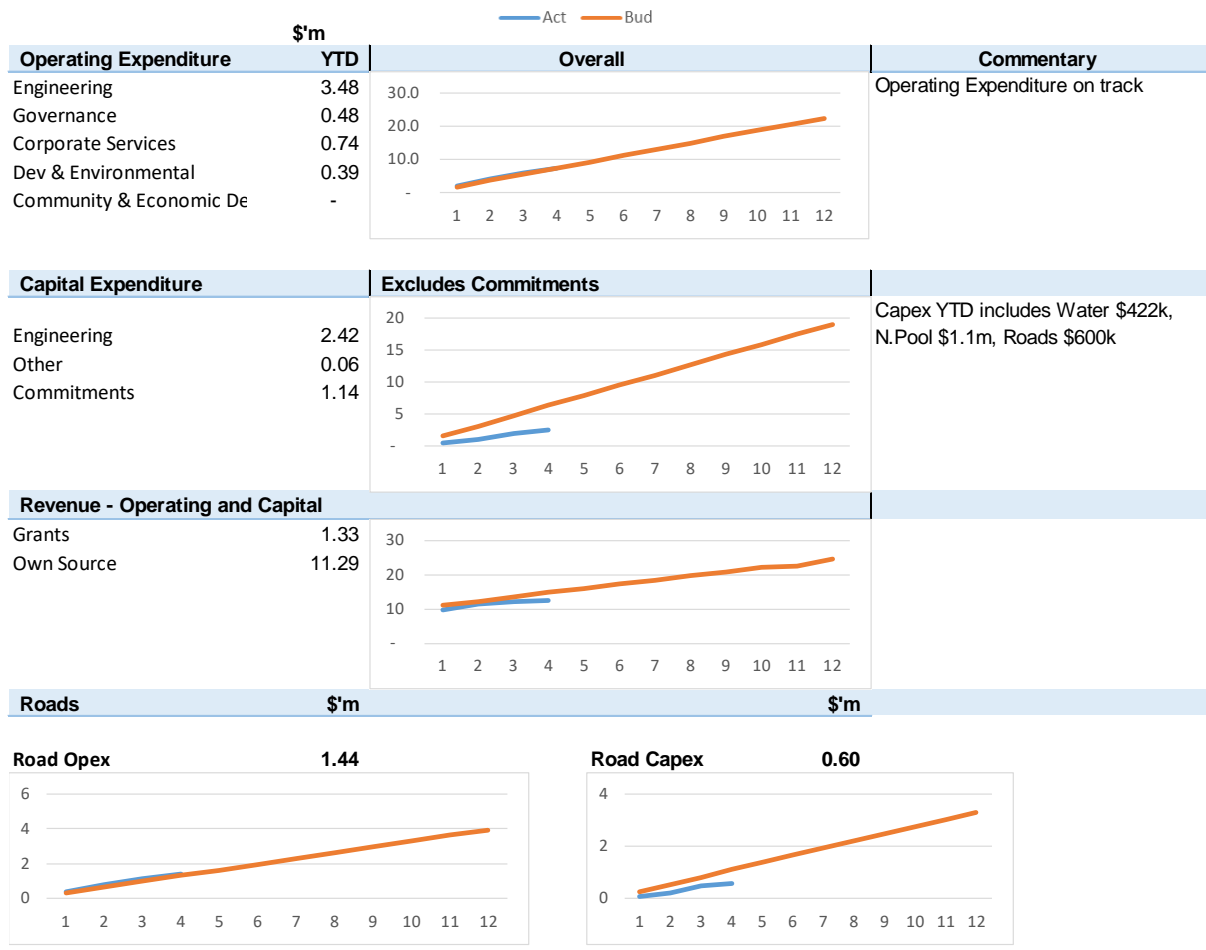 Act Bud
$'m
Operating Expenditure YTD Overall Commentary
Engineering 3.48
Governance 0.48
Corporate Services 0.74
Dev & Environmental 0.39
Community & Economic De -
30.0
20.0
10.0
-
1 2 3 4 5 6 7 8 9 10 11 12
Operating Expenditure on track
Capital Expenditure Excludes Commitments
Engineering 2.42
Other 0.06
Commitments 1.14
20
15
10
5
-
1 2 3 4 5 6 7 8 9 10 11 12
Capex YTD includes Water $422k,
N.Pool $1.1m, Roads $600k
Revenue - Operating and Capital
Grants 1.33
Own Source 11.29
30
20
10
-
1 2 3 4 5 6 7 8 9 10 11 12
Roads $'m $'m
Road Opex 1.44
6
4
2
0
1 2 3 4 5 6 7 8 9 10 11 12
Road Capex 0.60
4
2
0
1 2 3 4 5 6 7 8 9 10 11 12